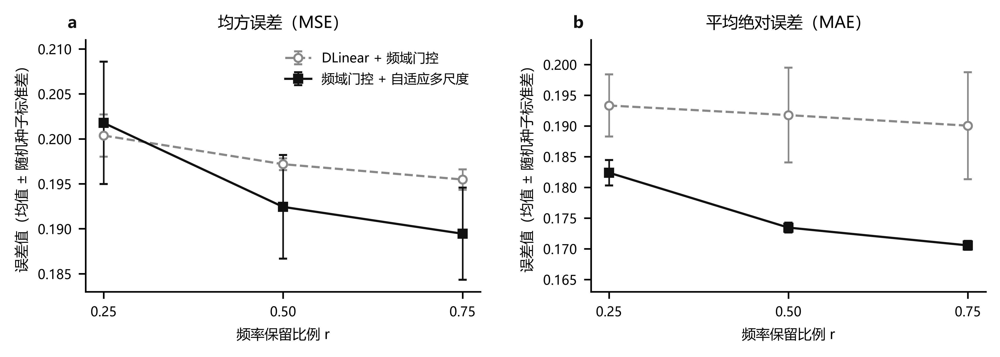 a
均方误差（MSE）
误差值（均值 ± 随机种子标准差）
0.210
0.205
0.200
0.195
0.190
0.185
DLinear + 频域门控
频域门控 + 自适应多尺度
0.25 0.50 0.75
频率保留比例 r
b
平均绝对误差（MAE）
误差值（均值 ± 随机种子标准差）
0.200
0.195
0.190
0.185
0.180
0.175
0.170
0.165
0.25 0.50 0.75
频率保留比例 r